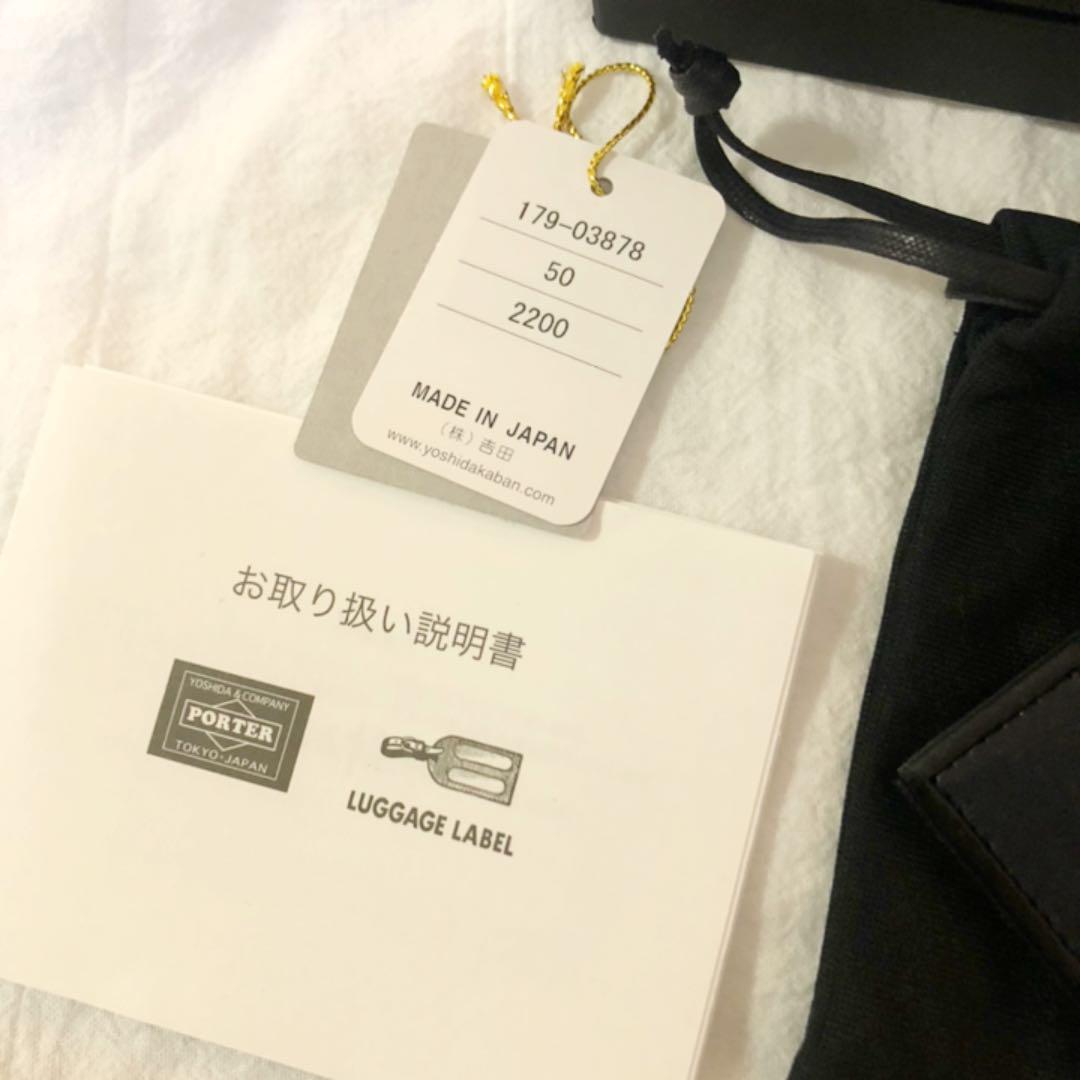 179-03878
50
2200
MADE IN JAPAN
(株)吉田
www.yoshidakaban.com
お取り扱い説明書
YOSHIDA & COMPANY
PORTER
TOKYO・JAPAN
LUGGAGE LABEL